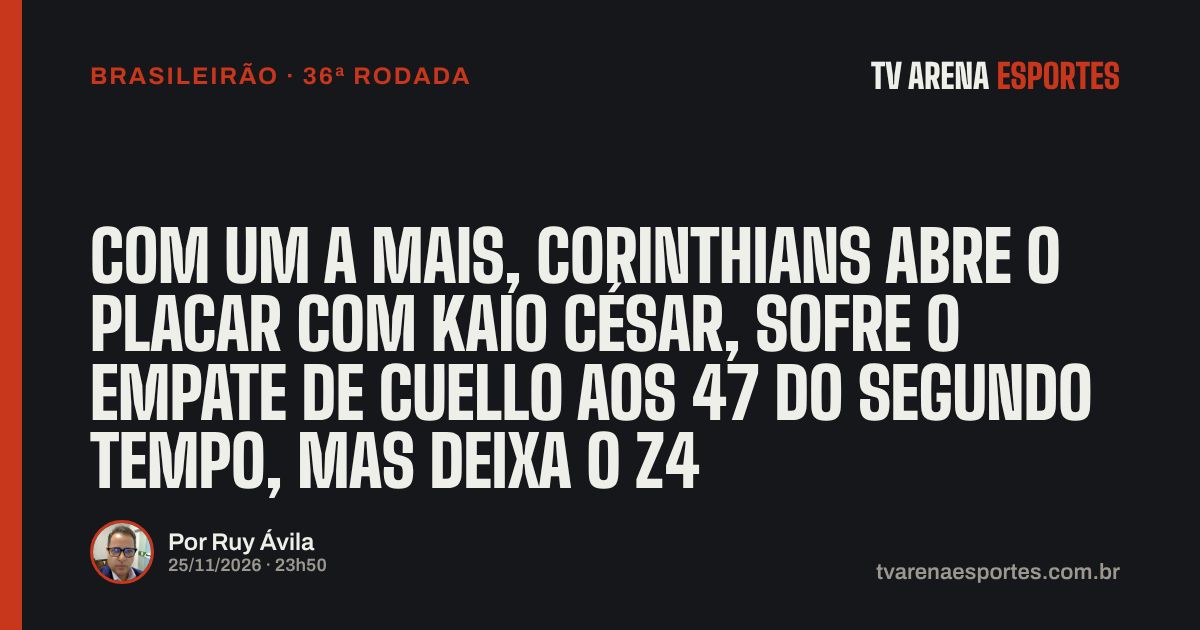 BRASILEIRÃO · 36ª RODADA
TV ARENA ESPORTES
COM UM A MAIS, CORINTHIANS ABRE O
PLACAR COM KAIO CÉSAR, SOFRE O
EMPATE DE CUELLO AOS 47 DO SEGUNDO
TEMPO, MAS DEIXA O Z4
Por Ruy Ávila
25/11/2026 · 23h50
tvarenaesportes.com.br